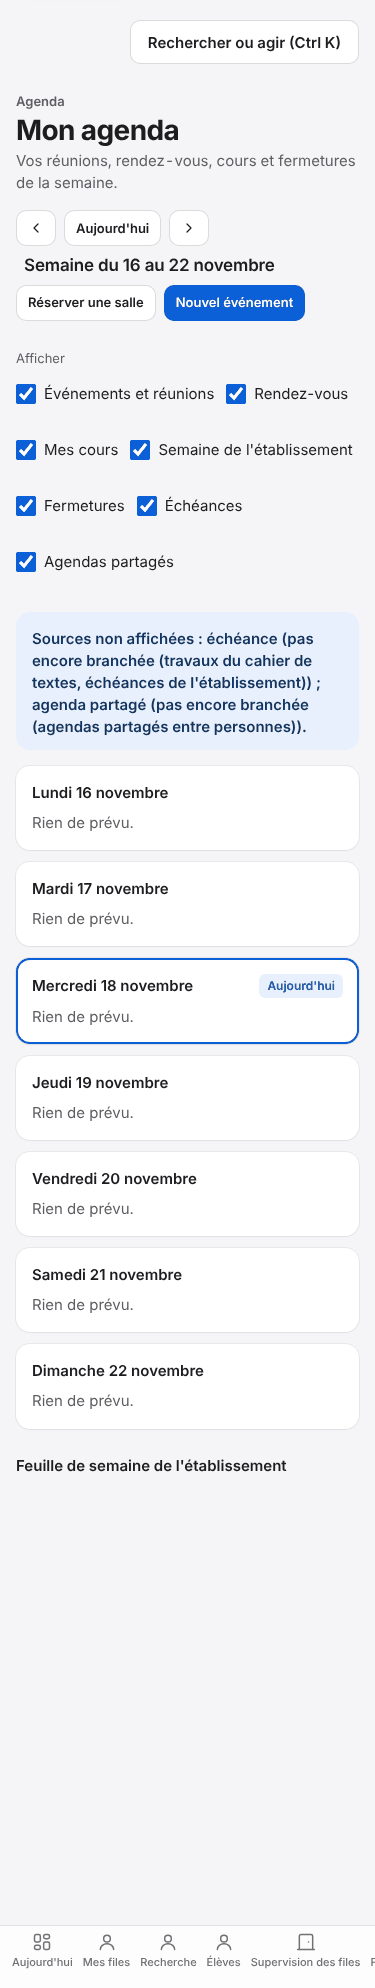 Rechercher ou agir (Ctrl K)
Agenda
Mon agenda
Vos réunions, rendez-vous, cours et fermetures
de la semaine.
Aujourd'hui
Semaine du 16 au 22 novembre
Réserver une salle
Nouvel événement
Afficher
Événements et réunions
Rendez-vous
Mes cours
Semaine de l'établissement
Fermetures
Échéances
Agendas partagés
Sources non affichées : échéance (pas
encore branchée (travaux du cahier de
textes, échéances de l'établissement)) ;
agenda partagé (pas encore branchée
(agendas partagés entre personnes)).
Lundi 16 novembre
Rien de prévu.
Mardi 17 novembre
Rien de prévu.
Mercredi 18 novembre
Aujourd'hui
Rien de prévu.
Jeudi 19 novembre
Rien de prévu.
Vendredi 20 novembre
Rien de prévu.
Samedi 21 novembre
Rien de prévu.
Dimanche 22 novembre
Rien de prévu.
Feuille de semaine de l'établissement
Aujourd'hui
Mes files
Recherche
Élèves
Supervision des files